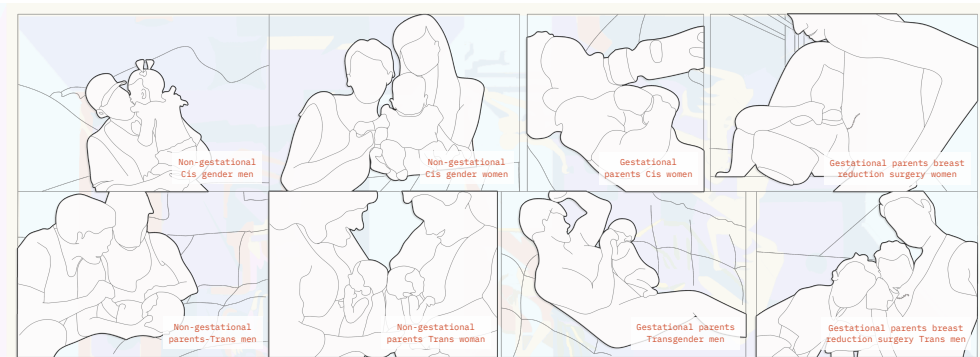 Non-gestational
Cis gender men
Non-gestational
Cis gender women
Gestational
parents Cis women
Gestational parents breast
reduction surgery women
Non-gestational
parents-Trans men
Non-gestational
parents Trans woman
Gestational parents
Transgender men
Gestational parents breast
reduction surgery Trans men